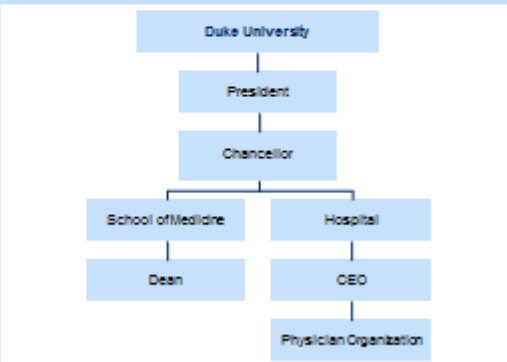 Duke University
President
Chancellor
School of Medicine
Hospital
Dean
CEO
Physician Organization